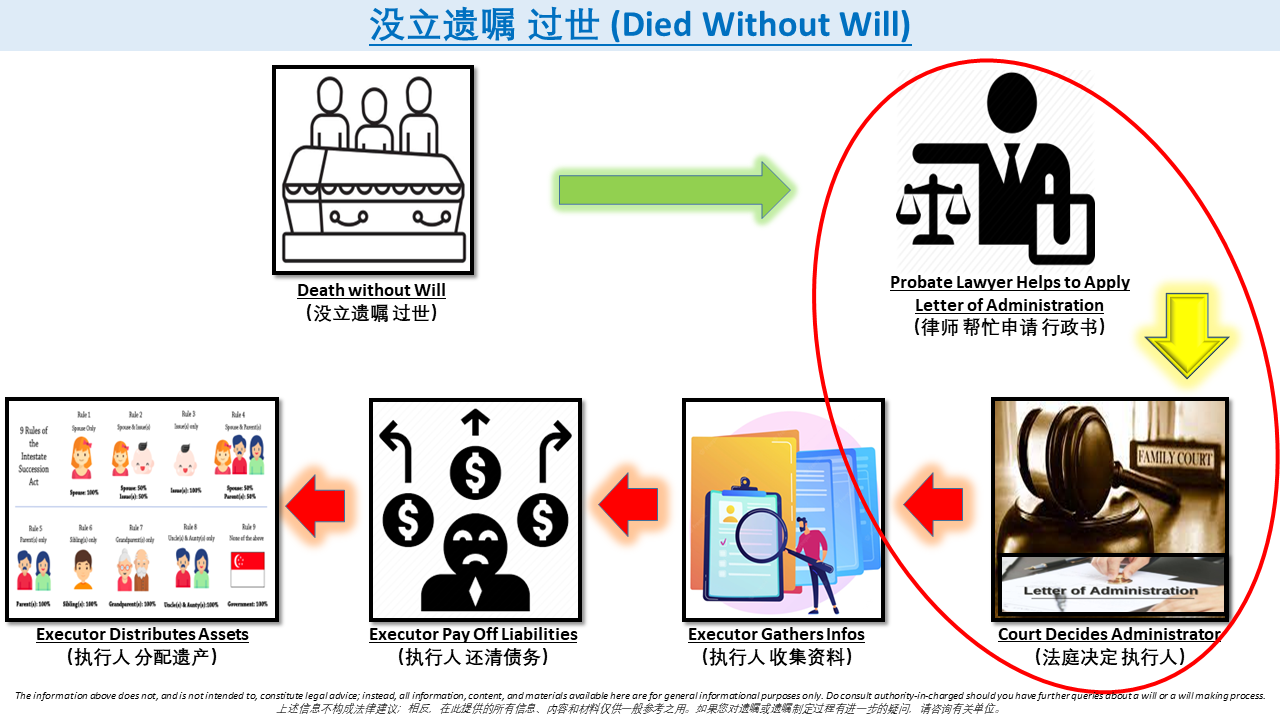 没立遗嘱 过世 (Died Without Will)
Death without Will
(没立遗嘱 过世)
Probate Lawyer Helps to Apply
Letter of Administration
(律师 帮忙申请 行政书)
FAMILY COURT
Letter of Administration
Court Decides Administrator
(法庭决定 执行人)
Executor Gathers Infos
(执行人 收集资料)
Executor Pay Off Liabilities
(执行人 还清债务)
9 Rules of
the
Intestate
Succession
Act
Rule 1
Spouse Only
Spouse: 100%
Rule 2
Spouse & Issue(s)
Spouse: 50%
Issue(s): 50%
Rule 3
Issue(s) only
Issue(s): 100%
Rule 4
Spouse & Parent(s)
Spouse: 50%
Parent(s): 50%
Rule 5
Parent(s) only
Parent(s): 100%
Rule 6
Sibling(s) only
Sibling(s): 100%
Rule 7
Grandparent(s) only
Grandparent(s): 100%
Rule 8
Uncle(s) & Aunty(s) only
Uncle(s) & Aunty(s): 100%
Rule 9
None of the above
Government: 100%
Executor Distributes Assets
(执行人 分配遗产)
The information above does not, and is not intended to, constitute legal advice; instead, all information, content, and materials available here are for general informational purposes only. Do consult authority-in-charged should you have further queries about a will or a will making process.
上述信息不构成法律建议；相反，在此提供的所有信息、内容和材料仅供一般参考之用。如果您对遗嘱或遗嘱制定过程有进一步的疑问，请咨询有关单位。